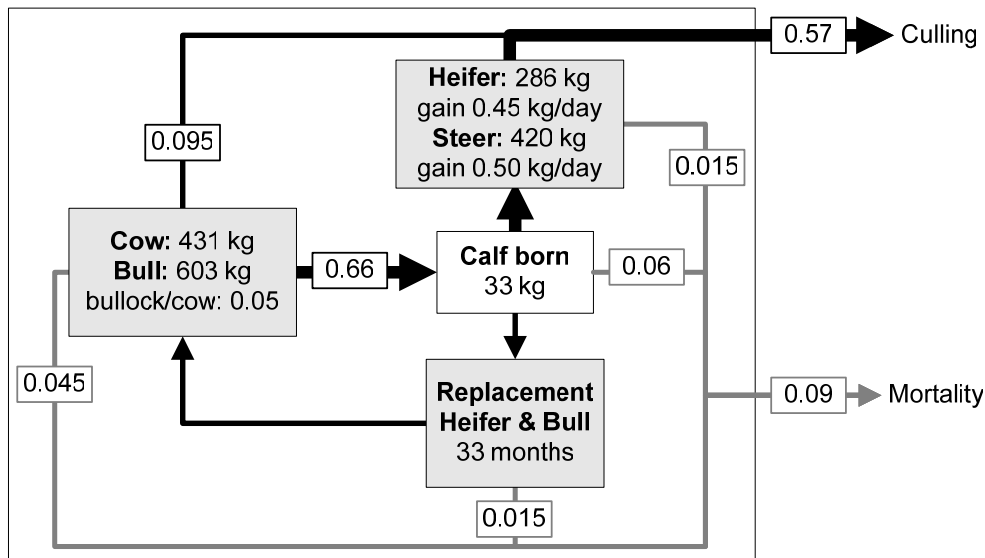 0.57
Culling
Heifer: 286 kg
gain 0.45 kg/day
Steer: 420 kg
gain 0.50 kg/day
0.095
0.015
Cow: 431 kg
Bull: 603 kg
bullock/cow: 0.05
0.66
Calf born
33 kg
0.06
0.045
Replacement
Heifer & Bull
33 months
0.09
Mortality
0.015